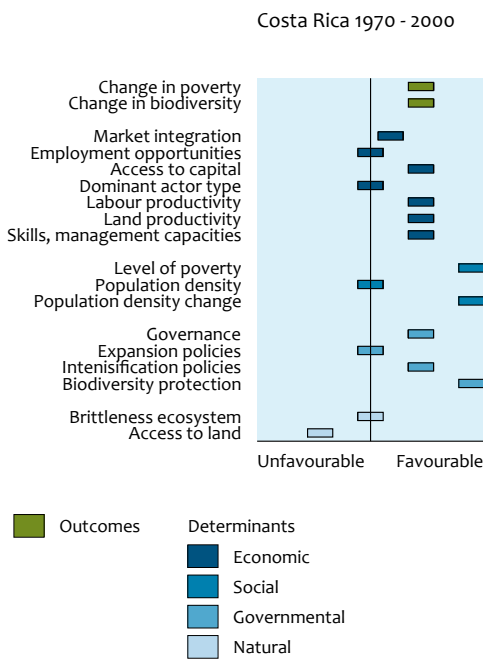 Costa Rica 1970 - 2000
Change in poverty
Change in biodiversity
Market integration
Employment opportunities
Access to capital
Dominant actor type
Labour productivity
Land productivity
Skills, management capacities
Level of poverty
Population density
Population density change
Governance
Expansion policies
Intenisification policies
Biodiversity protection
Brittleness ecosystem
Access to land
Unfavourable Favourable
Outcomes Determinants
Economic
Social
Governmental
Natural